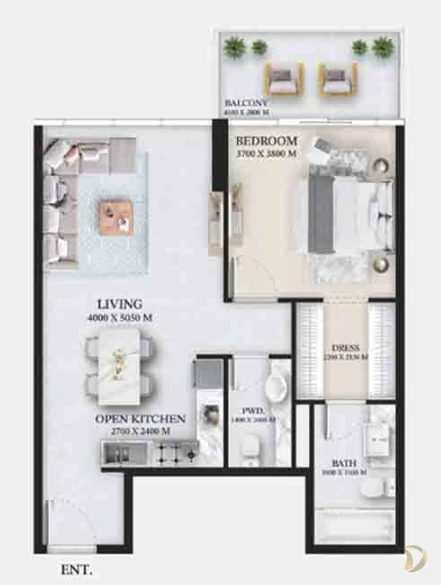 BALCONY
BEDROOM
3700 X 3800 M
LIVING
4000 X 5050 M
DRESS
OPEN KITCHEN
2700 X 2400 M
PWD.
BATH
ENT.